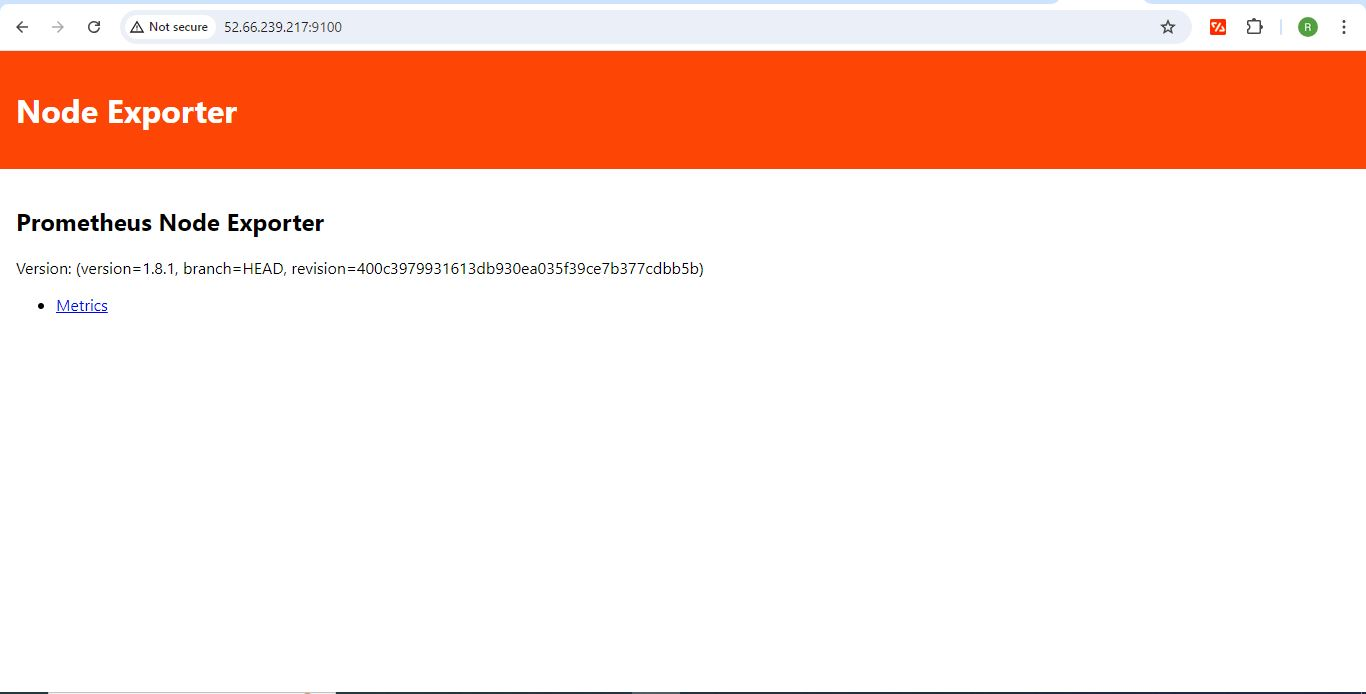 Not secure 52.66.239.217:9100
R
Node Exporter
Prometheus Node Exporter
Version: (version=1.8.1, branch=HEAD, revision=400c3979931613db930ea035f39ce7b377cdbb5b)
Metrics